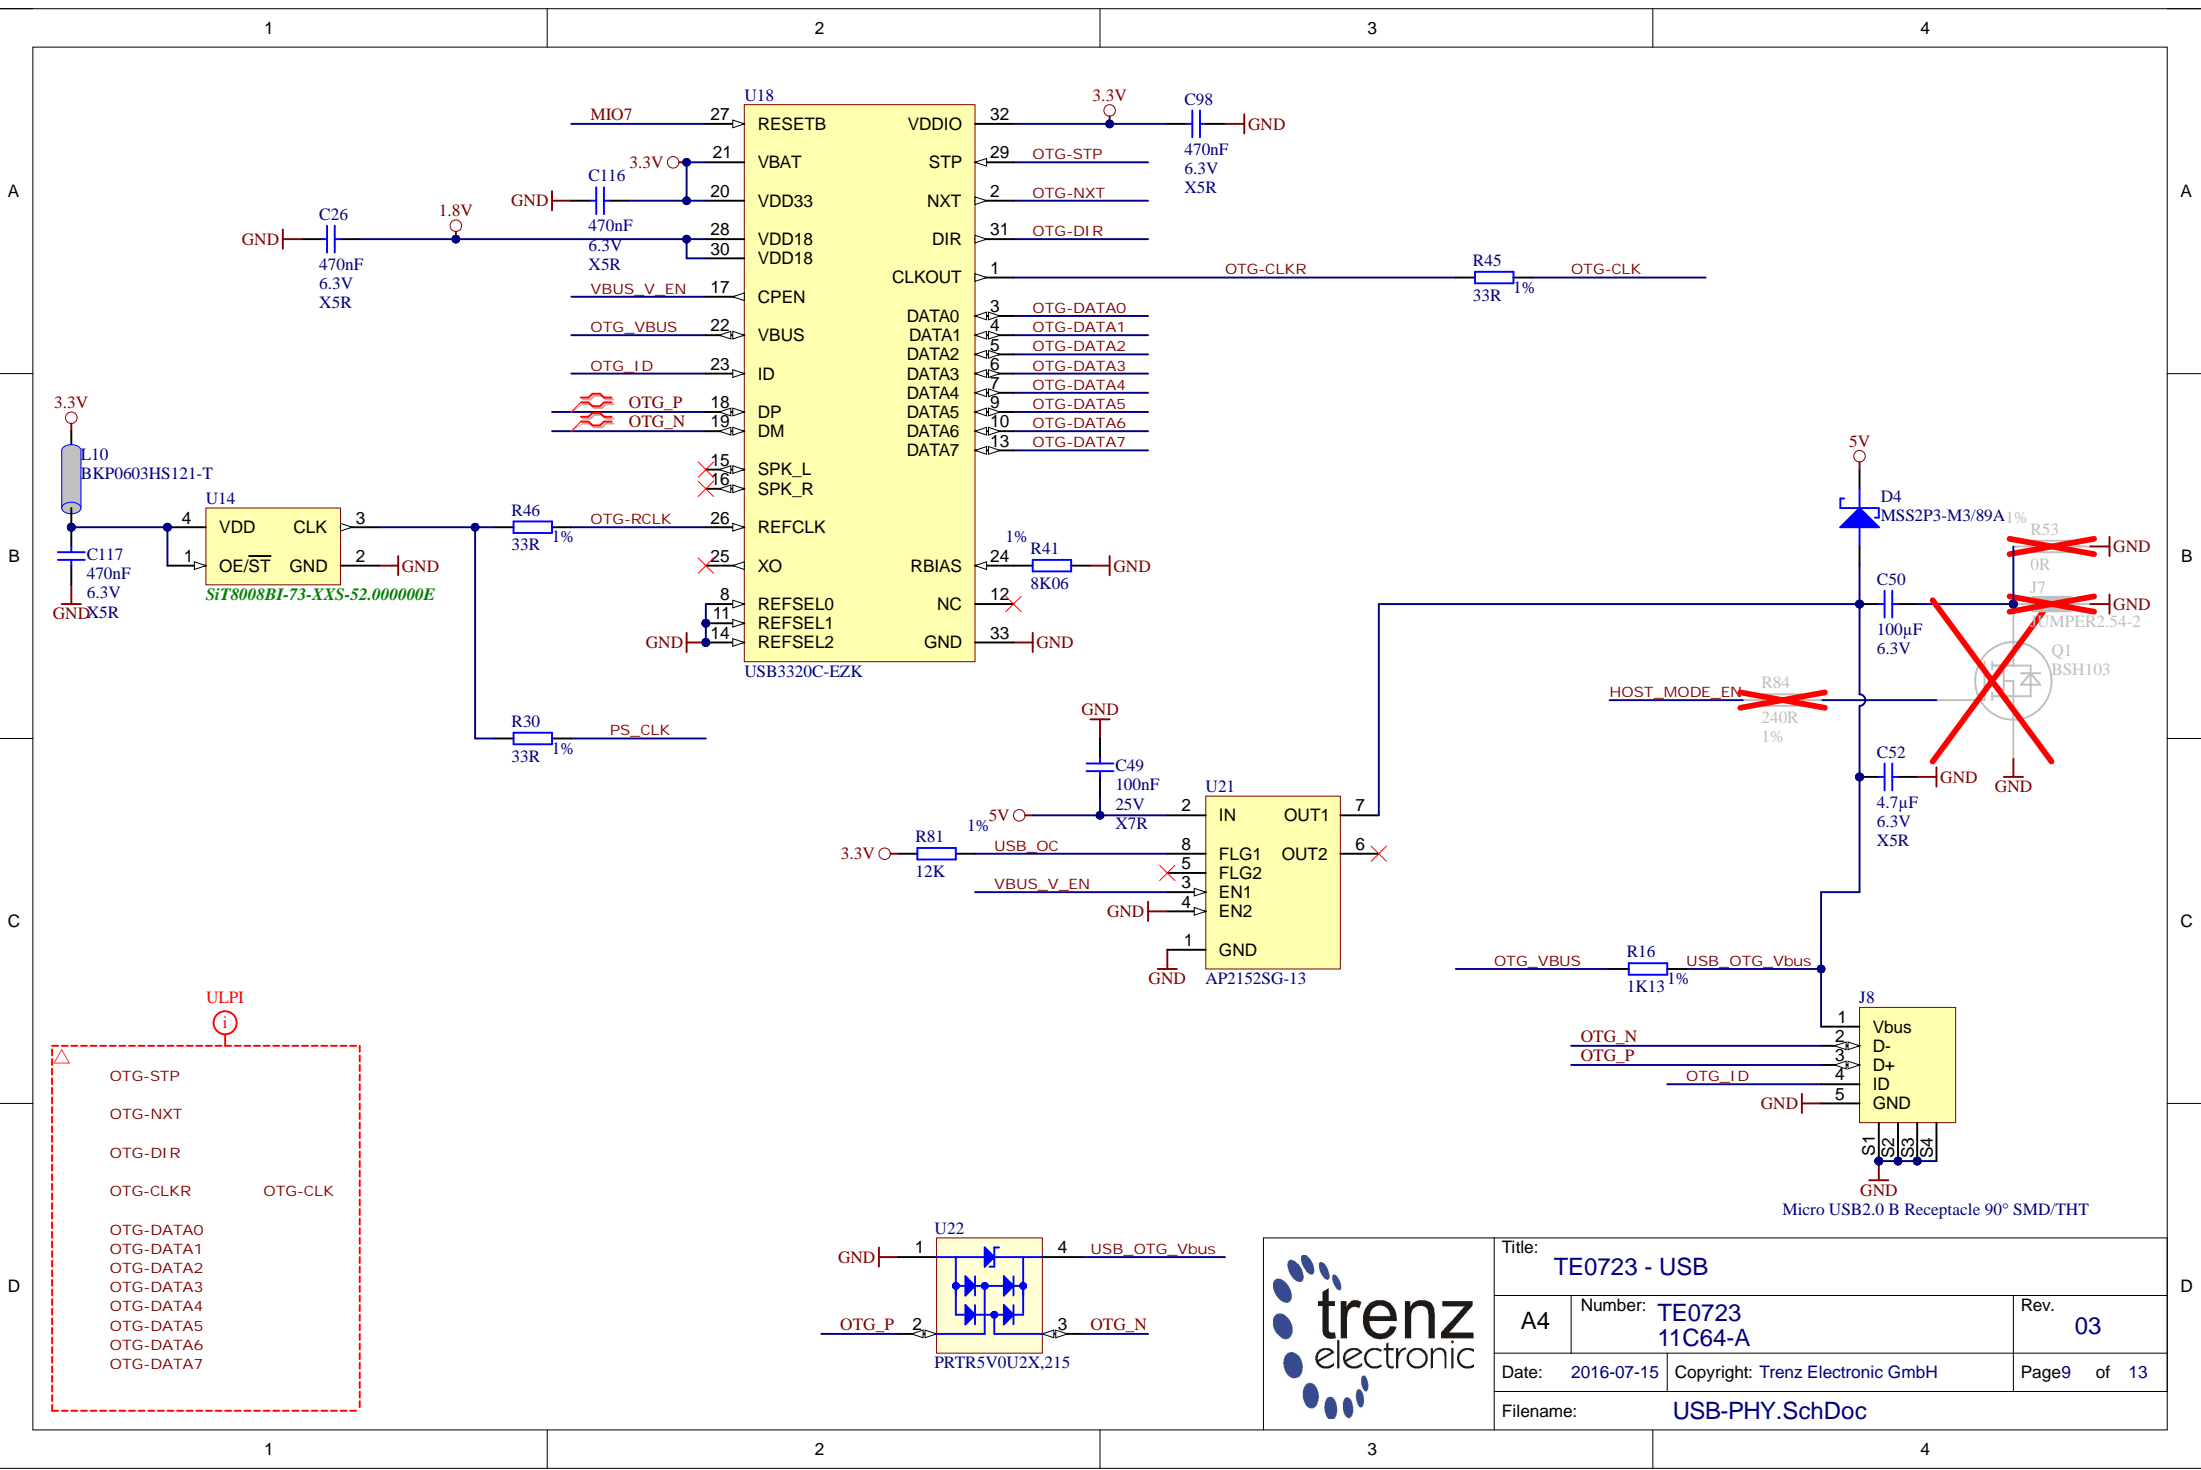 1 2 3 4
A
B
C
D
A
B
C
D
U18
MIO7 27 RESETB
3.3V 21 VBAT
20 VDD33
GND C116 470nF 6.3V X5R
28 VDD18
30 VDD18
GND C26 470nF 6.3V X5R
1.8V
VBUS_V_EN 17 CPEN
OTG_VBUS 22 VBUS
OTG_ID 23 ID
OTG_P 18 DP
OTG_N 19 DM
15 SPK_L
16 SPK_R
OTG-RCLK 26 REFCLK
25 XO
8 REFSEL0
11 REFSEL1
GND 14 REFSEL2
USB3320C-EZK
VDDIO 32 3.3V
C98 470nF 6.3V X5R GND
STP 29 OTG-STP
NXT 2 OTG-NXT
DIR 31 OTG-DIR
CLKOUT 1 OTG-CLKR R45 33R 1% OTG-CLK
DATA0 3 OTG-DATA0
DATA1 4 OTG-DATA1
DATA2 5 OTG-DATA2
DATA3 6 OTG-DATA3
DATA4 7 OTG-DATA4
DATA5 9 OTG-DATA5
DATA6 10 OTG-DATA6
DATA7 13 OTG-DATA7
RBIAS 24 1% R41 8K06 GND
NC 12
GND 33 GND
3.3V
L10
BKP0603HS121-T
C117
470nF
6.3V
X5R
GND
U14
4 VDD CLK 3
1 OE/ST GND 2 GND
SiT8008BI-73-XXS-52.000000E
R46
33R 1%
R30
33R 1%
PS_CLK
5V
D4
MSS2P3-M3/89A
1%
R53
0R
GND
J7
GND
JUMPER2.54-2
C50
100µF
6.3V
Q1
BSH103
HOST_MODE_EN
R84
240R
1%
GND
C52
4.7µF
6.3V
X5R
GND
GND
C49
100nF
25V
X7R
U21
5V 2 IN OUT1 7
3.3V R81 12K 1% USB_OC 8 FLG1 OUT2 6
5 FLG2
VBUS_V_EN 3 EN1
GND 4 EN2
1 GND
GND
AP2152SG-13
OTG_VBUS R16 1K13 1% USB_OTG_Vbus
J8
1 Vbus
OTG_N 2 D-
OTG_P 3 D+
OTG_ID 4 ID
GND 5 GND
S1 S2 S3 S4
GND
Micro USB2.0 B Receptacle 90° SMD/THT
ULPI
i
OTG-STP
OTG-NXT
OTG-DIR
OTG-CLKR OTG-CLK
OTG-DATA0
OTG-DATA1
OTG-DATA2
OTG-DATA3
OTG-DATA4
OTG-DATA5
OTG-DATA6
OTG-DATA7
U22
GND 1 4 USB_OTG_Vbus
OTG_P 2 3 OTG_N
PRTR5V0U2X,215
trenz
electronic
Title:
TE0723 - USB
A4
Number: TE0723
11C64-A
Rev.
03
Date: 2016-07-15 Copyright: Trenz Electronic GmbH Page9 of 13
Filename: USB-PHY.SchDoc
1 2 3 4